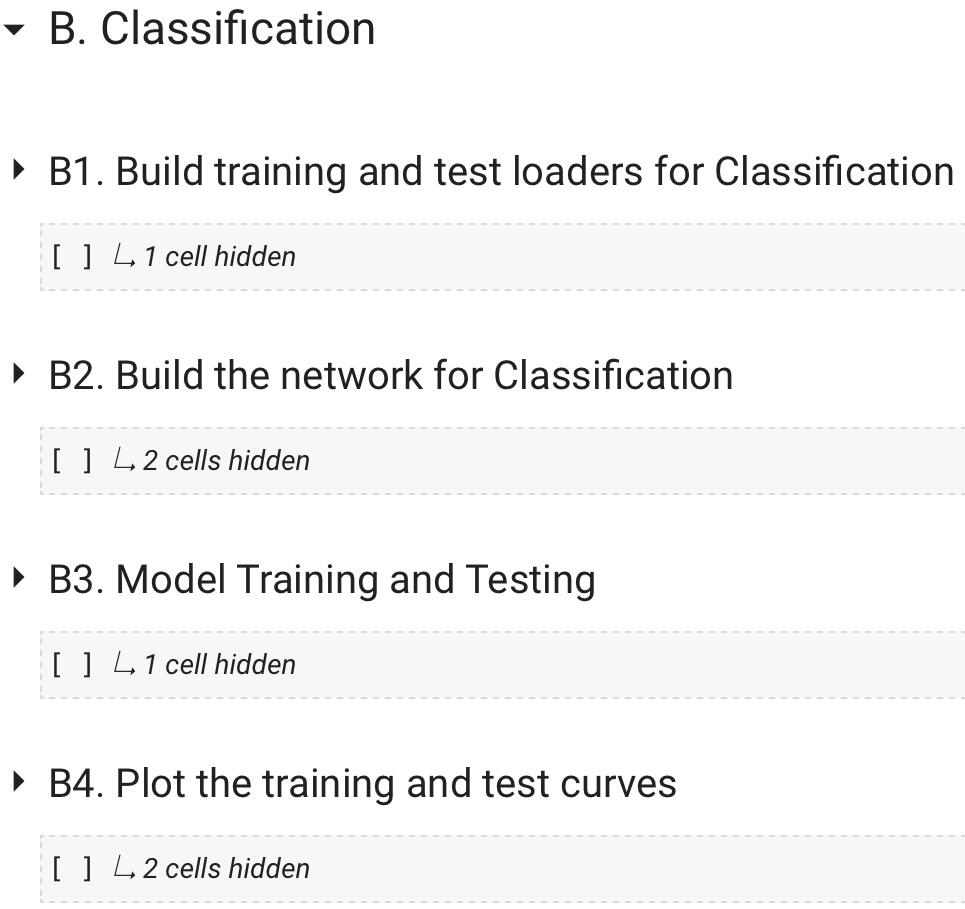 B. Classification
B1. Build training and test loaders for Classification
[ ] 1 cell hidden
B2. Build the network for Classification
[ ] 2 cells hidden
B3. Model Training and Testing
[ ] 1 cell hidden
B4. Plot the training and test curves
[ ] 2 cells hidden